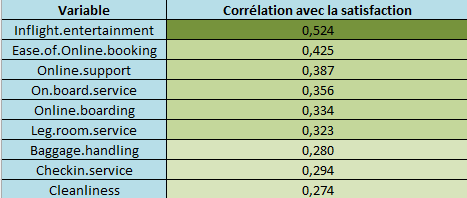 Variable Corrélation avec la satisfaction
Inflight.entertainment 0,524
Ease.of.Online.booking 0,425
Online.support 0,387
On.board.service 0,356
Online.boarding 0,334
Leg.room.service 0,323
Baggage.handling 0,280
Checkin.service 0,294
Cleanliness 0,274